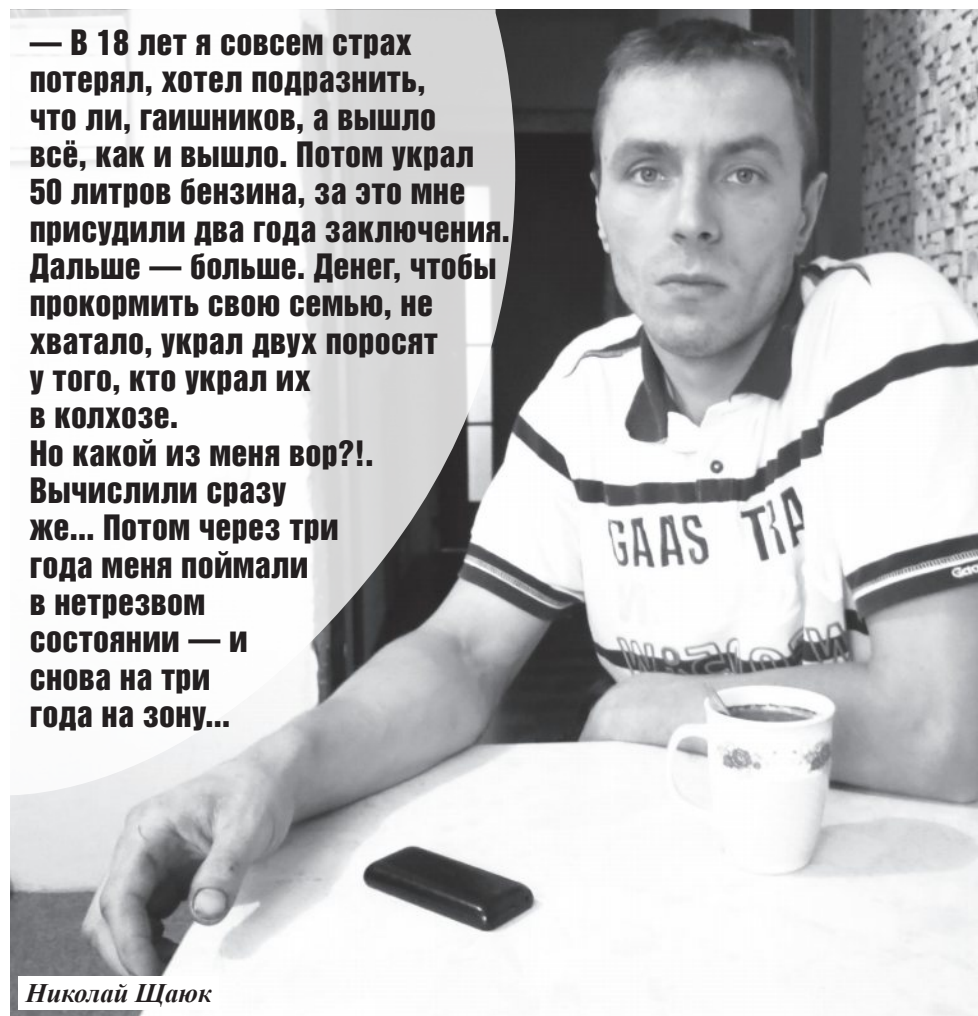 — В 18 лет я совсем страх
потерял, хотел подразнить,
что ли, гаишников, а вышло
всё, как и вышло. Потом украл
50 литров бензина, за это мне
присудили два года заключения.
Дальше — больше. Денег, чтобы
прокормить свою семью, не
хватало, украл двух поросят
у того, кто украл их
в колхозе.
Но какой из меня вор?!.
Вычислили сразу
же... Потом через три
года меня поймали
в нетрезвом
состоянии — и
снова на три
года на зону...
GAAS TRA
Николай Щаюк